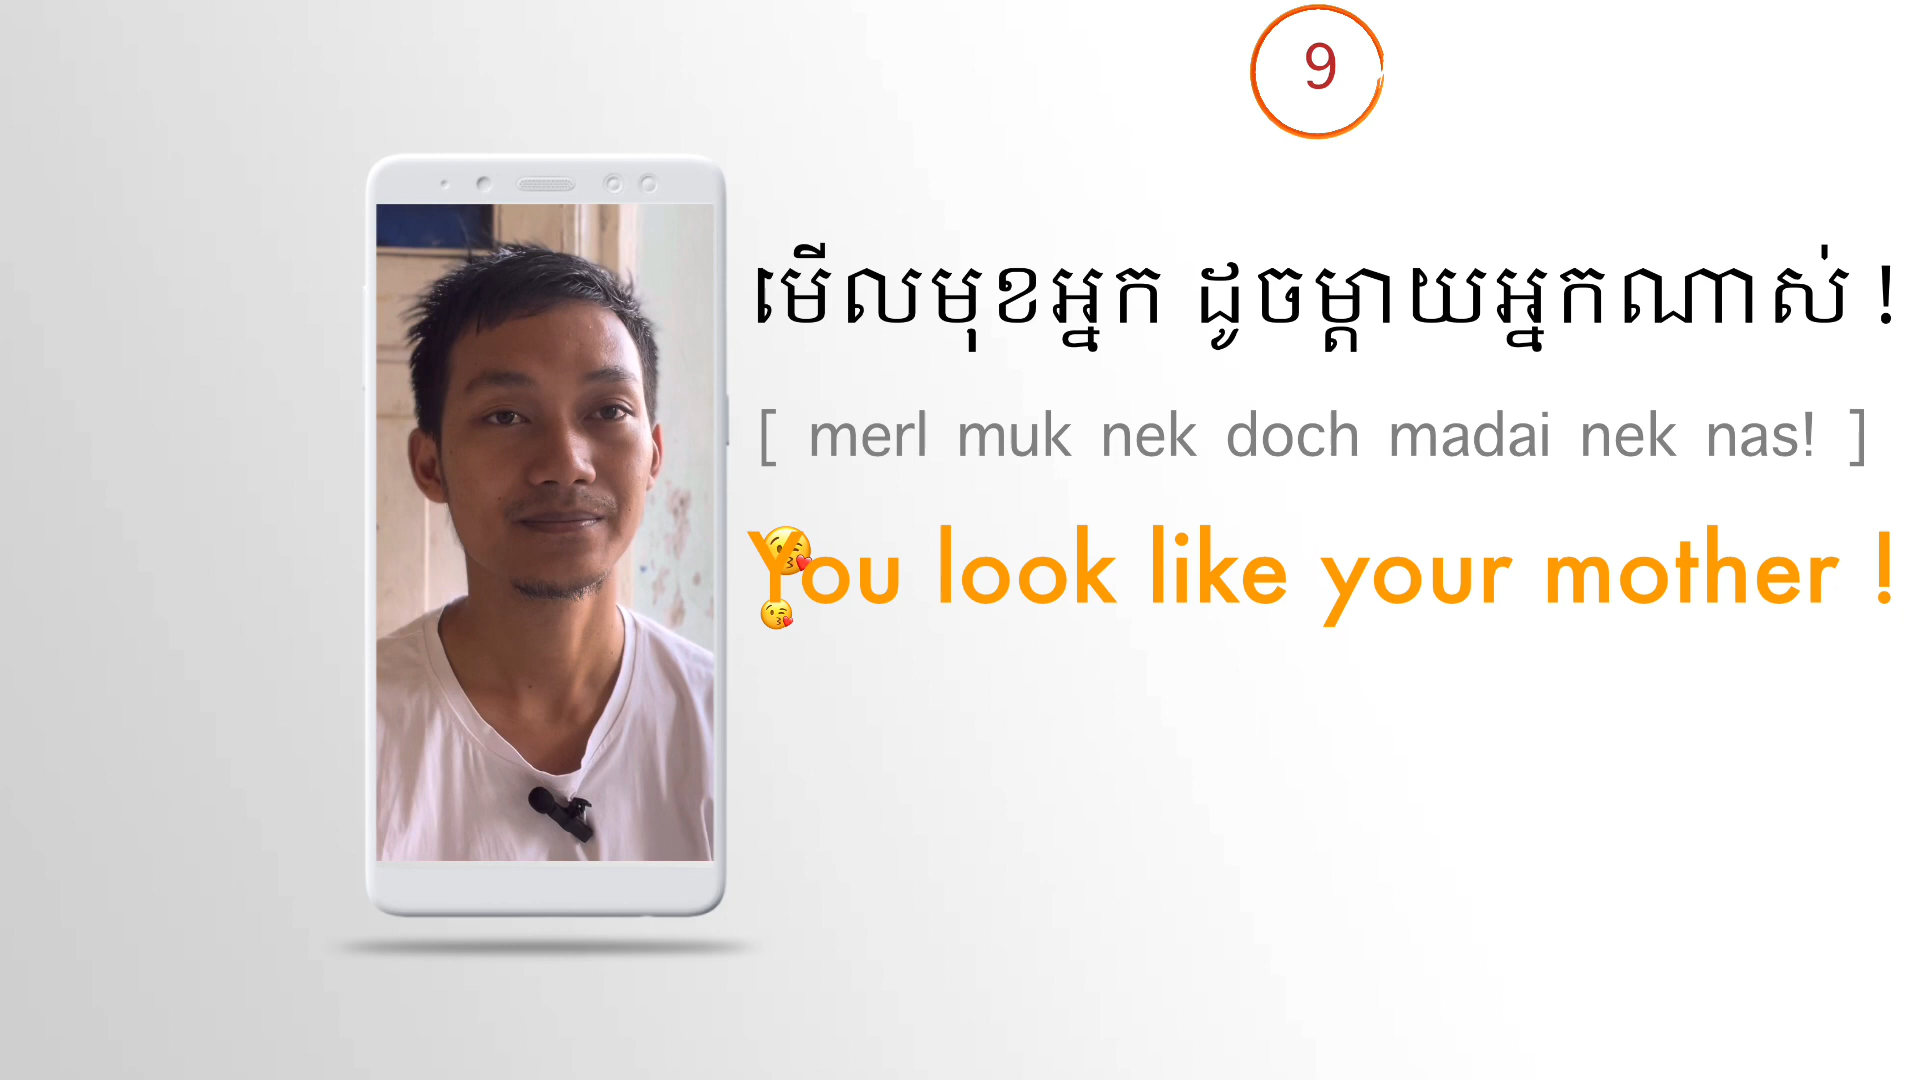 9
មើលមុខអ្នក ដូចម្ដាយអ្នកណាស់ !
[ merl muk nek doch madai nek nas! ]
You look like your mother !